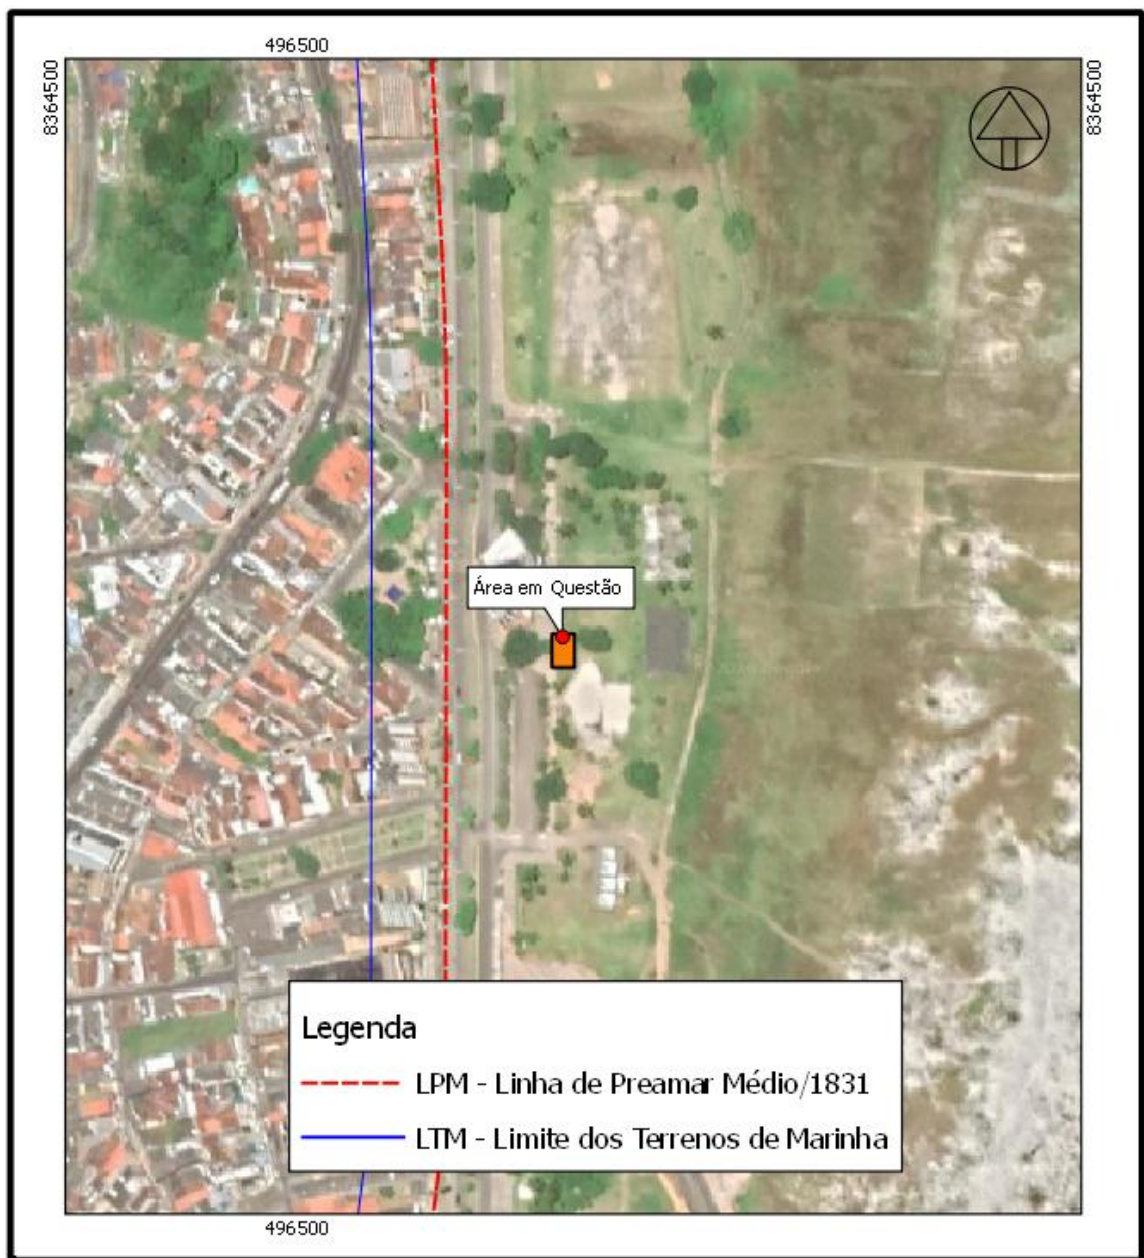 496500
8364500
8364500
Área em Questão
Legenda
LPM - Linha de Preamar Médio/1831
LTM - Limite dos Terrenos de Marinha
496500